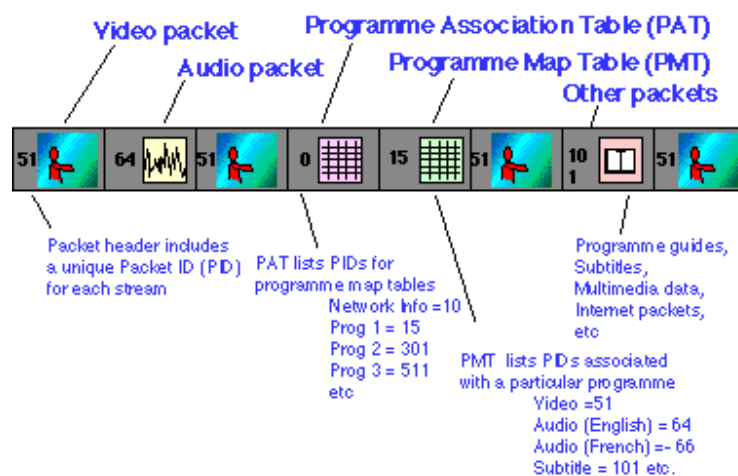 Video packet
Audio packet
Programme Association Table (PAT)
Programme Map Table (PMT)
Other packets
51
64
51
0
15
51
10
1
51
Packet header includes
a unique Packet ID (PID)
for each stream
PAT lists PIDs for
programme map tables
Network Info =10
Prog 1 = 15
Prog 2 = 301
Prog 3 = 511
etc
PMT lists PIDs associated
with a particular programme
Video =51
Audio (English) = 64
Audio (French) =- 66
Subtitle = 101 etc.
Programme guides,
Subtitles,
Multimedia data,
Internet packets,
etc